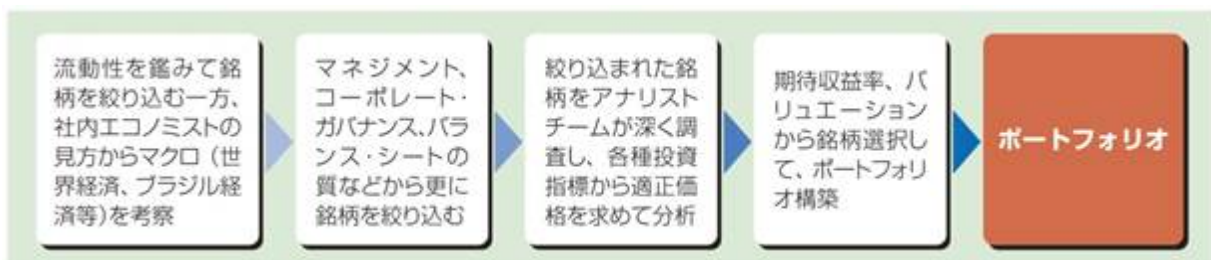 流動性を鑑みて銘
柄を絞り込む一方、
社内エコノミストの
見方からマクロ（世
界経済、ブラジル経
済等）を考察
マネジメント、
コーポレート・
ガバナンス、バラ
ンス・シートの
質などから更に
銘柄を絞り込む
絞り込まれた銘
柄をアナリスト
チームが深く調
査し、各種投資
指標から適正価
格を求めて分析
期待収益率、バ
リュエーション
から銘柄選択し
て、ポートフォリ
オ構築
ポートフォリオ